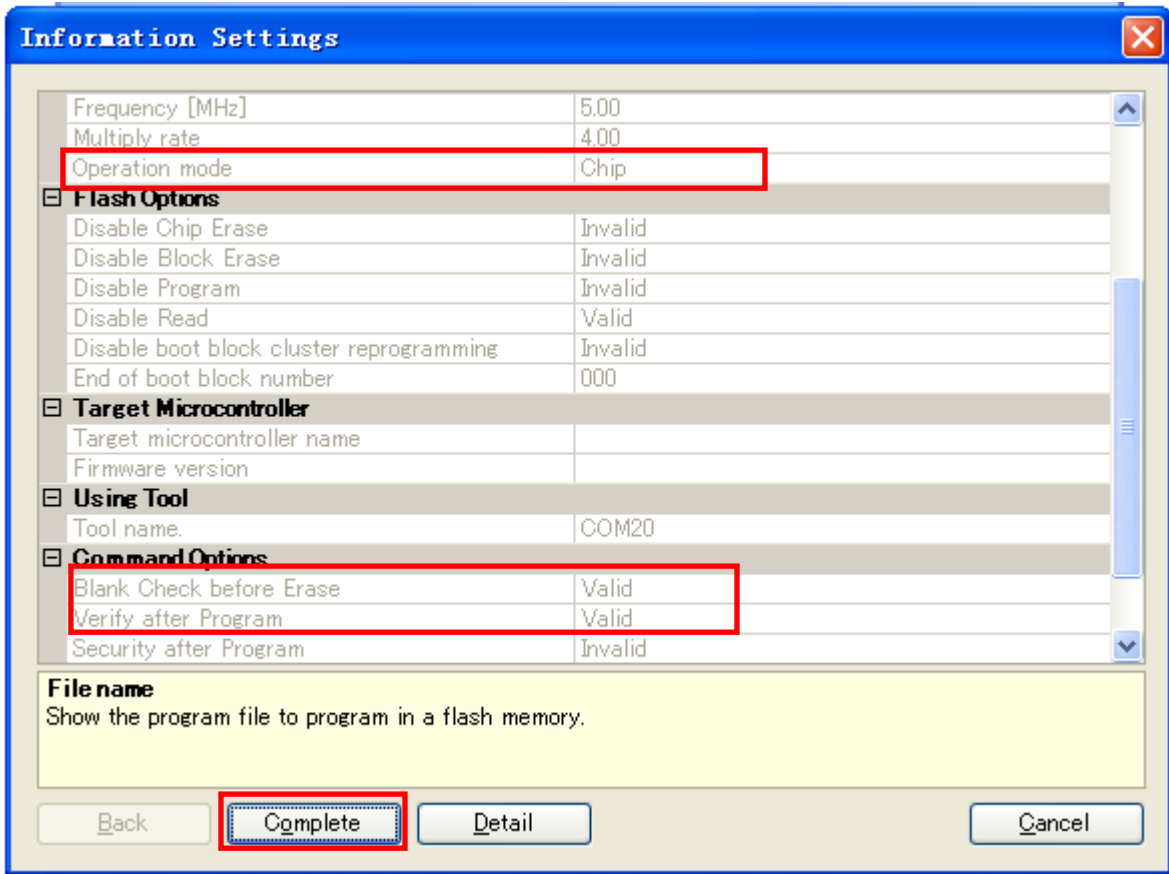 Information Settings
Frequency [MHz] 5.00
Multiply rate 4.00
Operation mode Chip
Flash Options
Disable Chip Erase Invalid
Disable Block Erase Invalid
Disable Program Invalid
Disable Read Valid
Disable boot block cluster reprogramming Invalid
End of boot block number 000
Target Microcontroller
Target microcontroller name
Firmware version
Using Tool
Tool name. COM20
Command Options
Blank Check before Erase Valid
Verify after Program Valid
Security after Program Invalid
File name
Show the program file to program in a flash memory.
Back Complete Detail Cancel